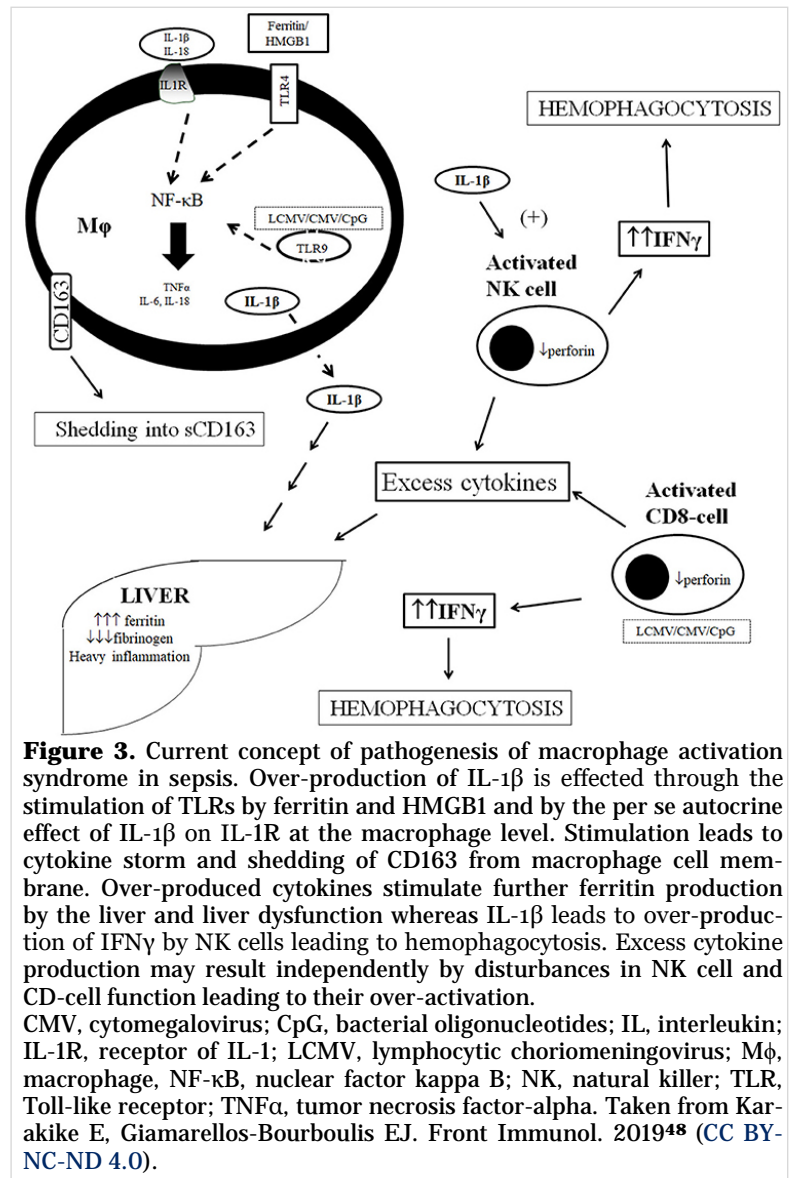 IL-1β
IL-18
Ferritin/
HMGB1
IL1R
TLR4
HEMOPHAGOCYTOSIS
IL-1β
NF-κB
(+)
↑↑IFNγ
LCMV/CMV/CpG
Mφ
TLR9
Activated
NK cell
TNFα
IL-6, IL-18
IL-1β
CD163
↓perforin
IL-1β
Shedding into sCD163
Excess cytokines
Activated
CD8-cell
LIVER
↑↑↑ ferritin
↓↓↓fibrinogen
Heavy inflammation
↓perforin
↑↑IFNγ
LCMV/CMV/CpG
HEMOPHAGOCYTOSIS
Figure 3. Current concept of pathogenesis of macrophage activation
syndrome in sepsis. Over-production of IL-1β is effected through the
stimulation of TLRs by ferritin and HMGB1 and by the per se autocrine
effect of IL-1β on IL-1R at the macrophage level. Stimulation leads to
cytokine storm and shedding of CD163 from macrophage cell mem-
brane. Over-produced cytokines stimulate further ferritin production
by the liver and liver dysfunction whereas IL-1β leads to over-produc-
tion of IFNγ by NK cells leading to hemophagocytosis. Excess cytokine
production may result independently by disturbances in NK cell and
CD-cell function leading to their over-activation.
CMV, cytomegalovirus; CpG, bacterial oligonucleotides; IL, interleukin;
IL-1R, receptor of IL-1; LCMV, lymphocytic choriomeningovirus; Mφ,
macrophage, NF-κB, nuclear factor kappa B; NK, natural killer; TLR,
Toll-like receptor; TNFα, tumor necrosis factor-alpha. Taken from Kar-
akike E, Giamarellos-Bourboulis EJ. Front Immunol. 2019⁴⁸ (CC BY-
NC-ND 4.0).